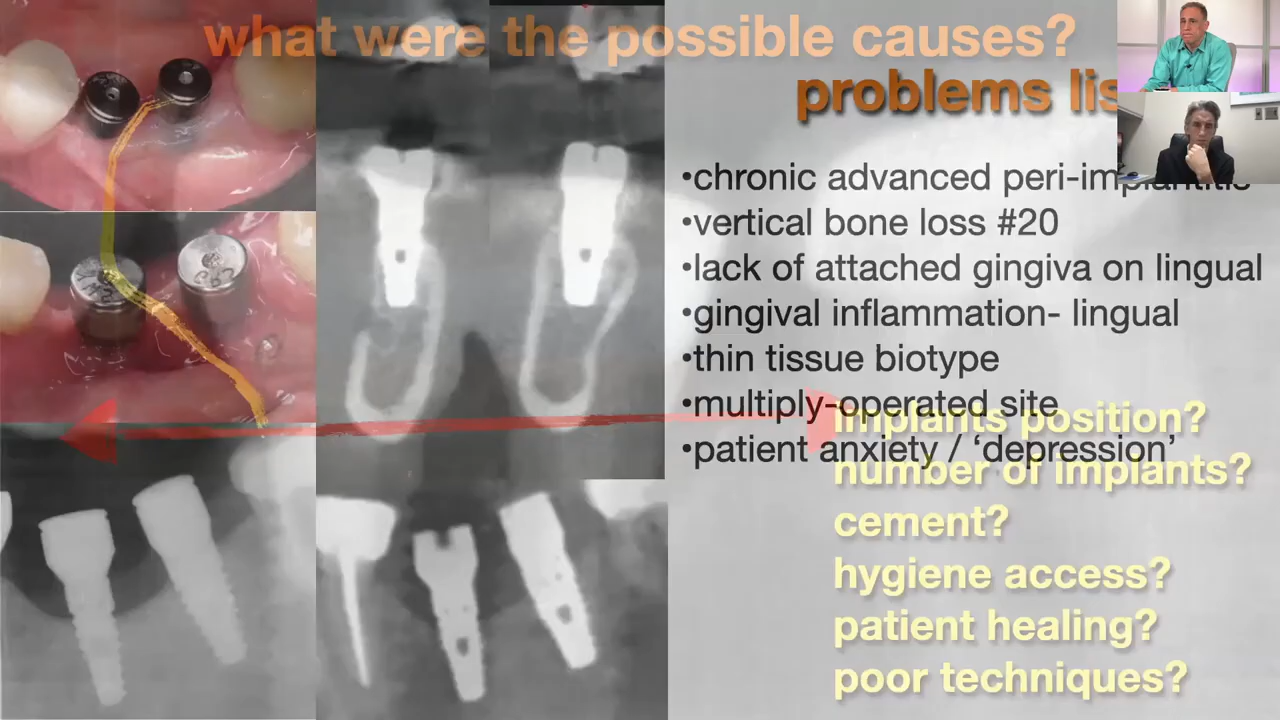 what were the possible causes?
problems lis
•chronic advanced peri-implantitis
•vertical bone loss #20
•lack of attached gingiva on lingual
•gingival inflammation- lingual
•thin tissue biotype
•multiply-operated site
•patient anxiety / ‘depression’
implants position?
number of implants?
cement?
hygiene access?
patient healing?
poor techniques?